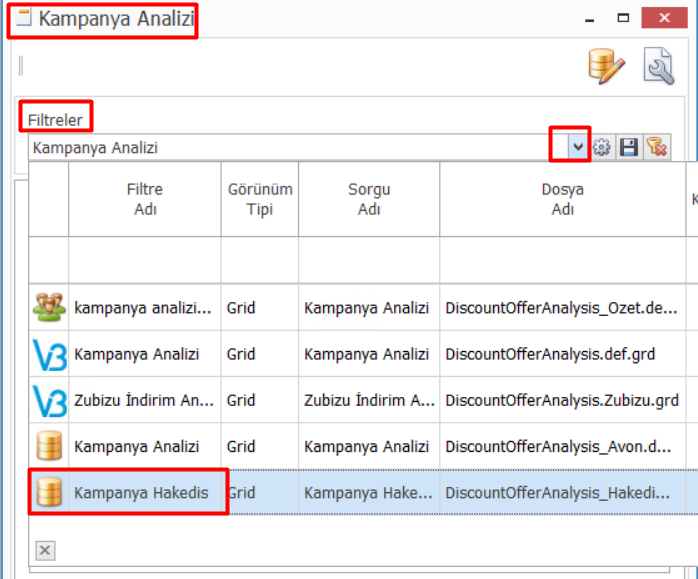 Kampanya Analizi
Filtreler
Kampanya Analizi
Filtre Adı Görünüm Tipi Sorgu Adı Dosya Adı K
kampanya analizi... Grid Kampanya Analizi DiscountOfferAnalysis_Ozet.de...
V3 Kampanya Analizi Grid Kampanya Analizi DiscountOfferAnalysis.def.grd
V3 Zubizu İndirim An... Grid Zubizu İndirim A... DiscountOfferAnalysis.Zubizu.grd
Kampanya Analizi Grid Kampanya Analizi DiscountOfferAnalysis_Avon.d...
Kampanya Hakedis Grid Kampanya Hake... DiscountOfferAnalysis_Hakedi...